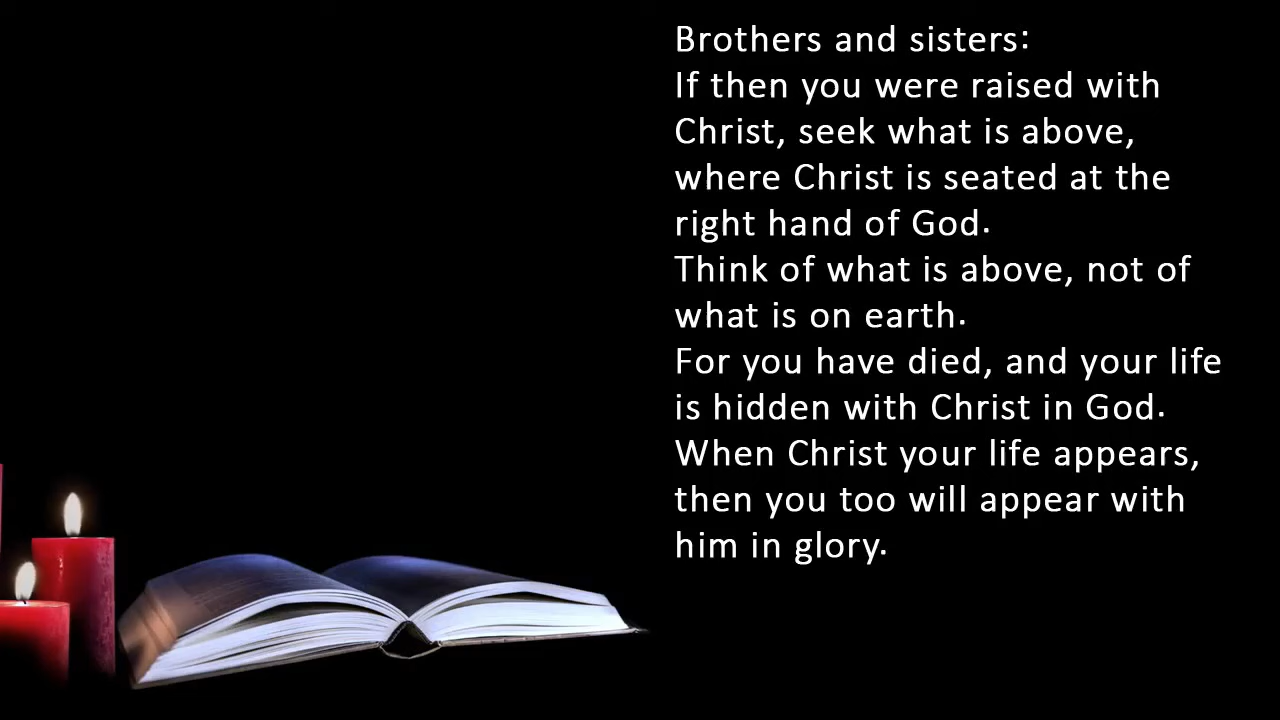 Brothers and sisters:
If then you were raised with
Christ, seek what is above,
where Christ is seated at the
right hand of God.
Think of what is above, not of
what is on earth.
For you have died, and your life
is hidden with Christ in God.
When Christ your life appears,
then you too will appear with
him in glory.